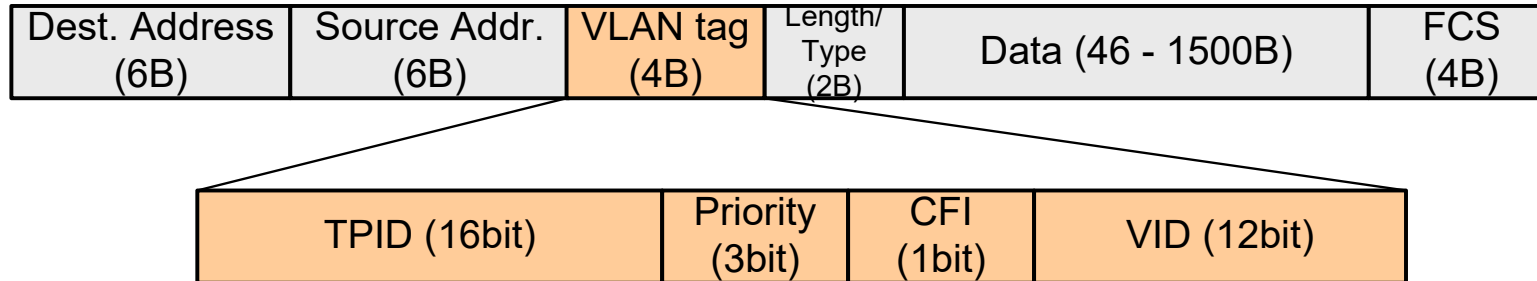 Dest. Address
(6B)
Source Addr.
(6B)
VLAN tag
(4B)
Length/
Type
(2B)
Data (46 - 1500B)
FCS
(4B)
TPID (16bit)
Priority
(3bit)
CFI
(1bit)
VID (12bit)